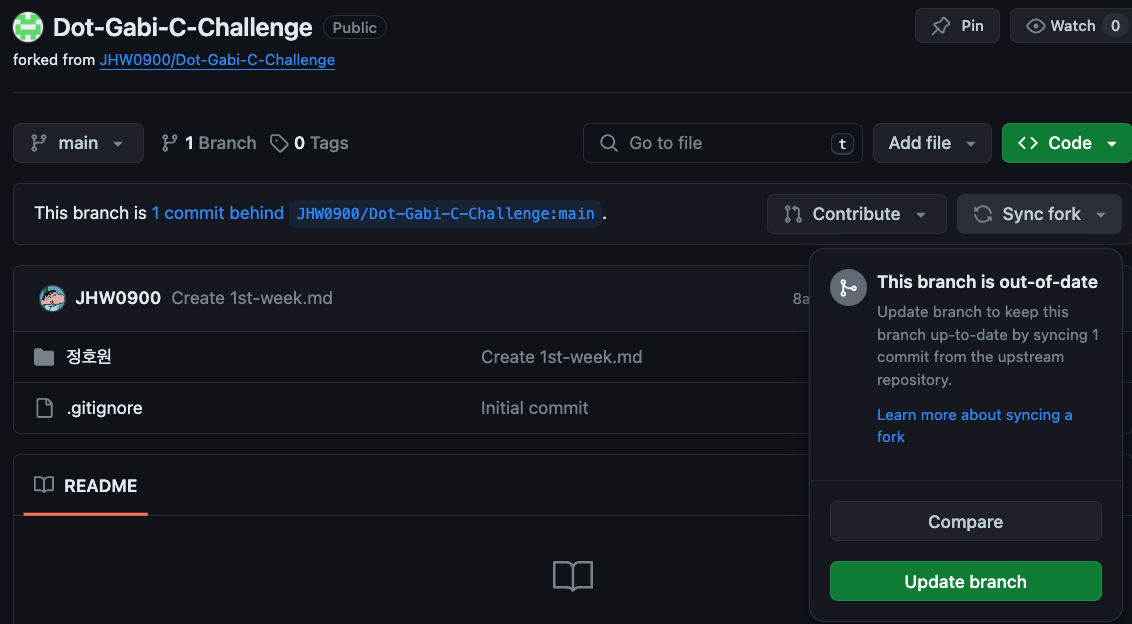 Dot-Gabi-C-Challenge Public Pin Watch 0
forked from JHW0900/Dot-Gabi-C-Challenge
main 1 Branch 0 Tags Go to file t Add file Code
This branch is 1 commit behind JHW0900/Dot-Gabi-C-Challenge:main . Contribute Sync fork
JHW0900 Create 1st-week.md 8a
정호원 Create 1st-week.md
.gitignore Initial commit
README
This branch is out-of-date
Update branch to keep this
branch up-to-date by syncing 1
commit from the upstream
repository.
Learn more about syncing a
fork
Compare
Update branch